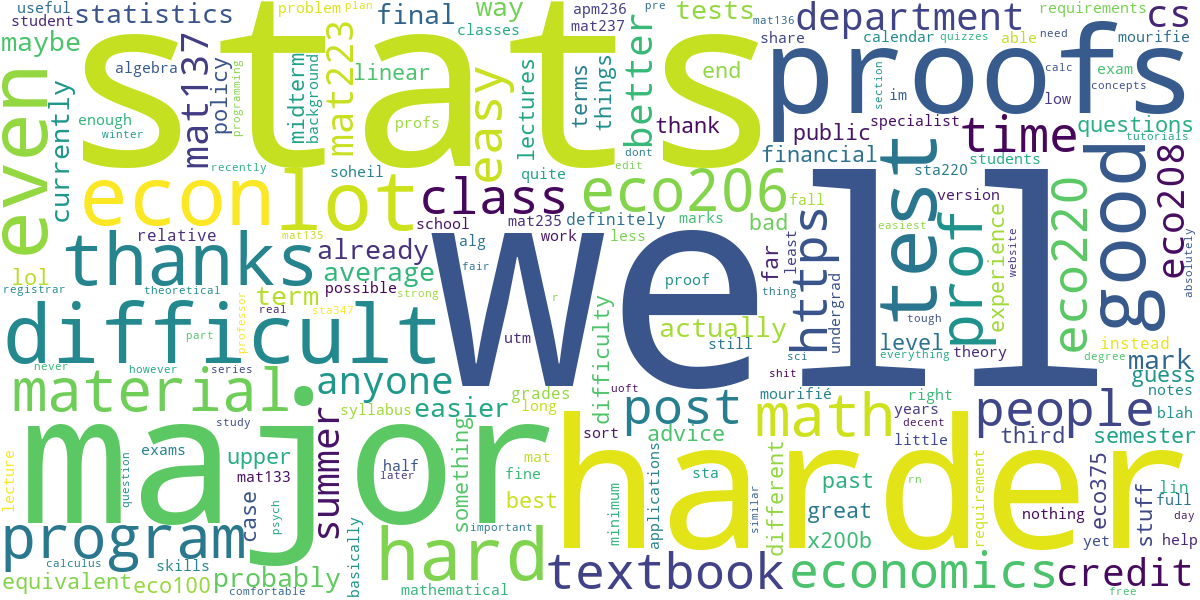 useful
student
statistics
problem
plan
final
way
classes
apm236
mat237
pre
mat136
share
department
requirements
cs
maybe
stats
tests
calendar
quizzes
able
need
mourifie
algebra
mat137
policy
mat223
linear
better
proofs
calc
exam
even
currently
enough
winter
programming
midterm
background
profs
easy
lectures
terms
things
end
thank
section
im
low
concepts
public
specialist
time
questions
tutorials
recently
soheil
quite
dont
edit
financial
test
sta220
students
econ
lot
class
eco206
fall
well
https
prof
version
experience
eco220
good
eco208
school
mat235
definitely
marks
bad
far
least
undergrad
easiest
website
absolutely
relative
mat135
already
alg
work
less
thanks
average
fair
proof
thing
tough
lol
registrar
theoretical
term
possible
strong
r
real
sta347
professor
difficult
part
utm
difficulty
actually
still
level
theory
instead
never
however
series
sci
everything
degree
mark
guess
notes
material
anyone
shit
uoft
grades
long
post
mourifié
right
years
decent
people
blah
study
summer
syllabus
easier
something
math
little
third
semester
major
harder
sort
advice
lecture
exams
question
upper
mat133
half
later
mat
fine
best
applications
sta
different
past
requirement
rn
eco375
stuff
lin
full
day
program
case
psych
important
minimum
similar
great
x200b
nothing
yet
help
calculus
skills
basically
hard
textbook
economics
credit
equivalent
eco100
probably
comfortable
mathematical
free